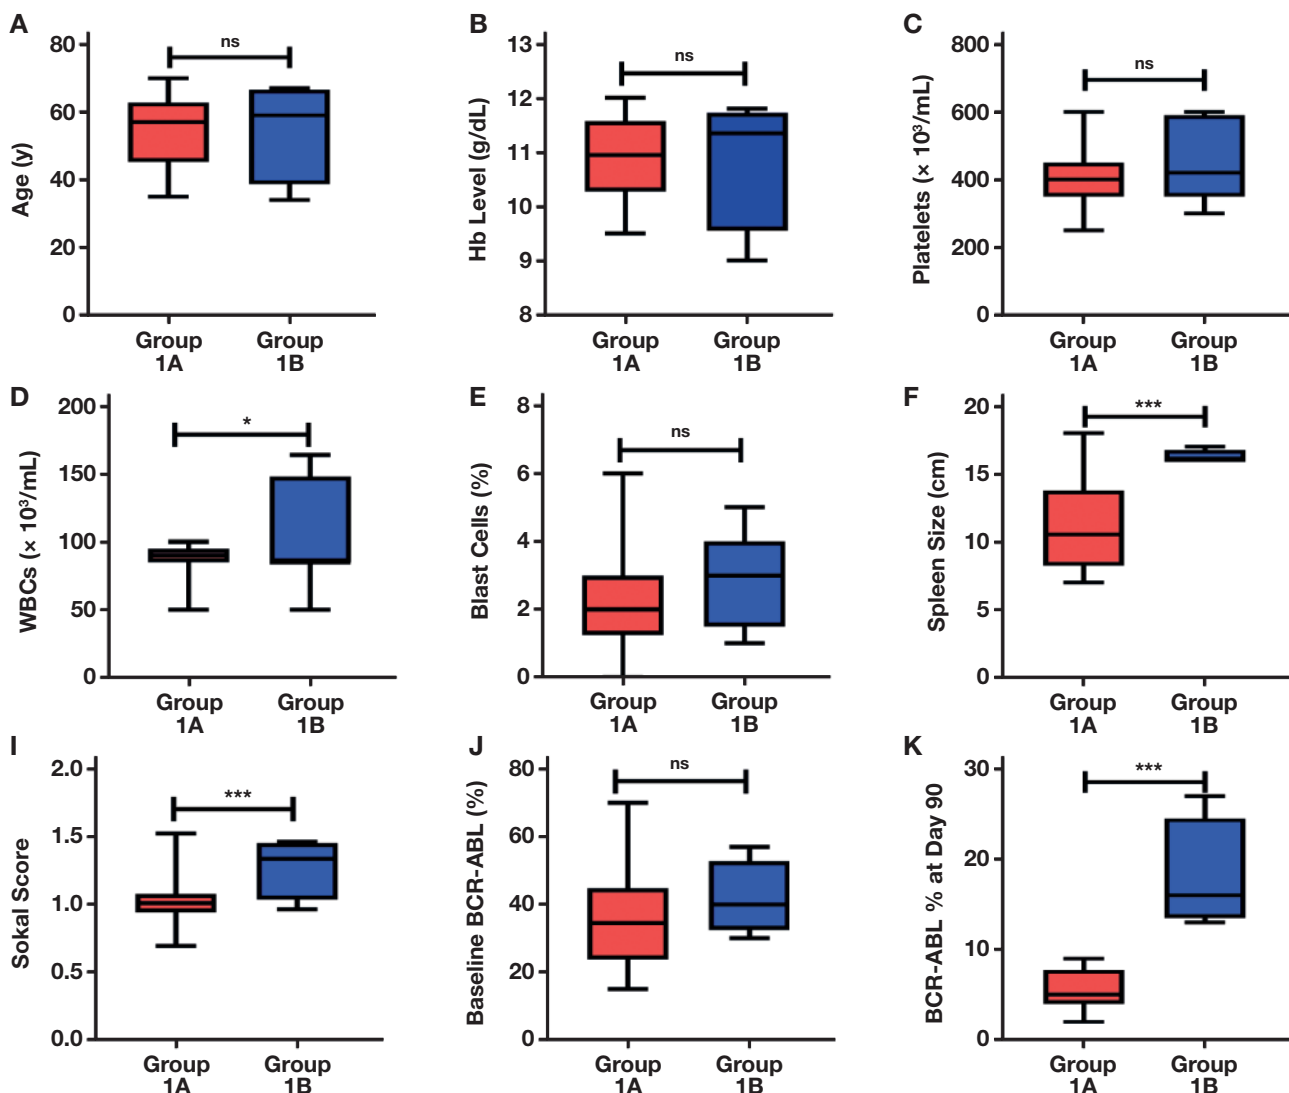 A
Age (y)
80
60
40
20
0
ns
Group
1A
Group
1B
B
Hb Level (g/dL)
13
12
11
10
9
8
ns
Group
1A
Group
1B
C
Platelets (× 10³/mL)
800
600
400
200
0
ns
Group
1A
Group
1B
D
WBCs (× 10³/mL)
200
150
100
50
0
*
Group
1A
Group
1B
E
Blast Cells (%)
8
6
4
2
0
ns
Group
1A
Group
1B
F
Spleen Size (cm)
20
15
10
5
0
***
Group
1A
Group
1B
I
Sokal Score
2.0
1.5
1.0
0.5
0.0
***
Group
1A
Group
1B
J
Baseline BCR-ABL (%)
80
60
40
20
0
ns
Group
1A
Group
1B
K
BCR-ABL % at Day 90
30
20
10
0
***
Group
1A
Group
1B